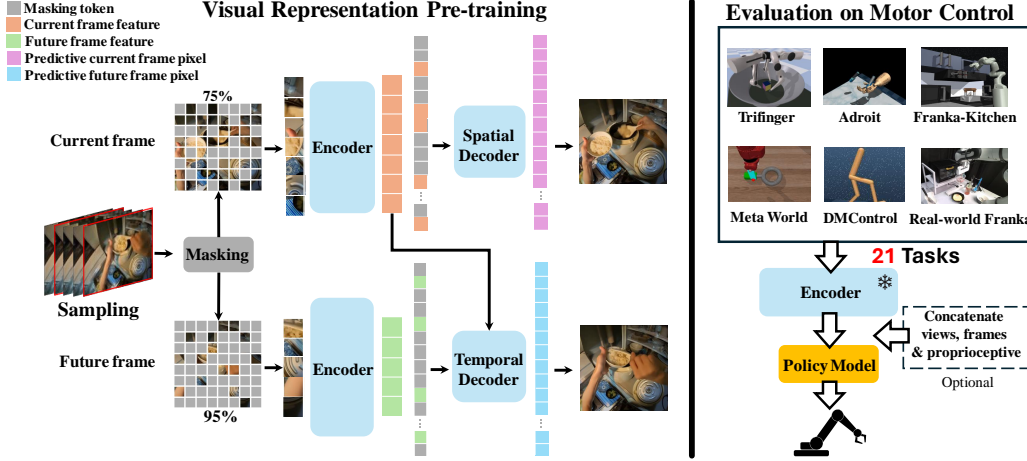 Visual Representation Pre-training
Masking token
Current frame feature
Future frame feature
Predictive current frame pixel
Predictive future frame pixel
75%
Current frame
Encoder
Spatial
Decoder
Masking
Sampling
Future frame
95%
Encoder
Temporal
Decoder
Evaluation on Motor Control
Trifinger
Adroit
Franka-Kitchen
Meta World
DMControl
Real-world Franka
21 Tasks
Encoder
Concatenate
views, frames
& proprioceptive
Optional
Policy Model